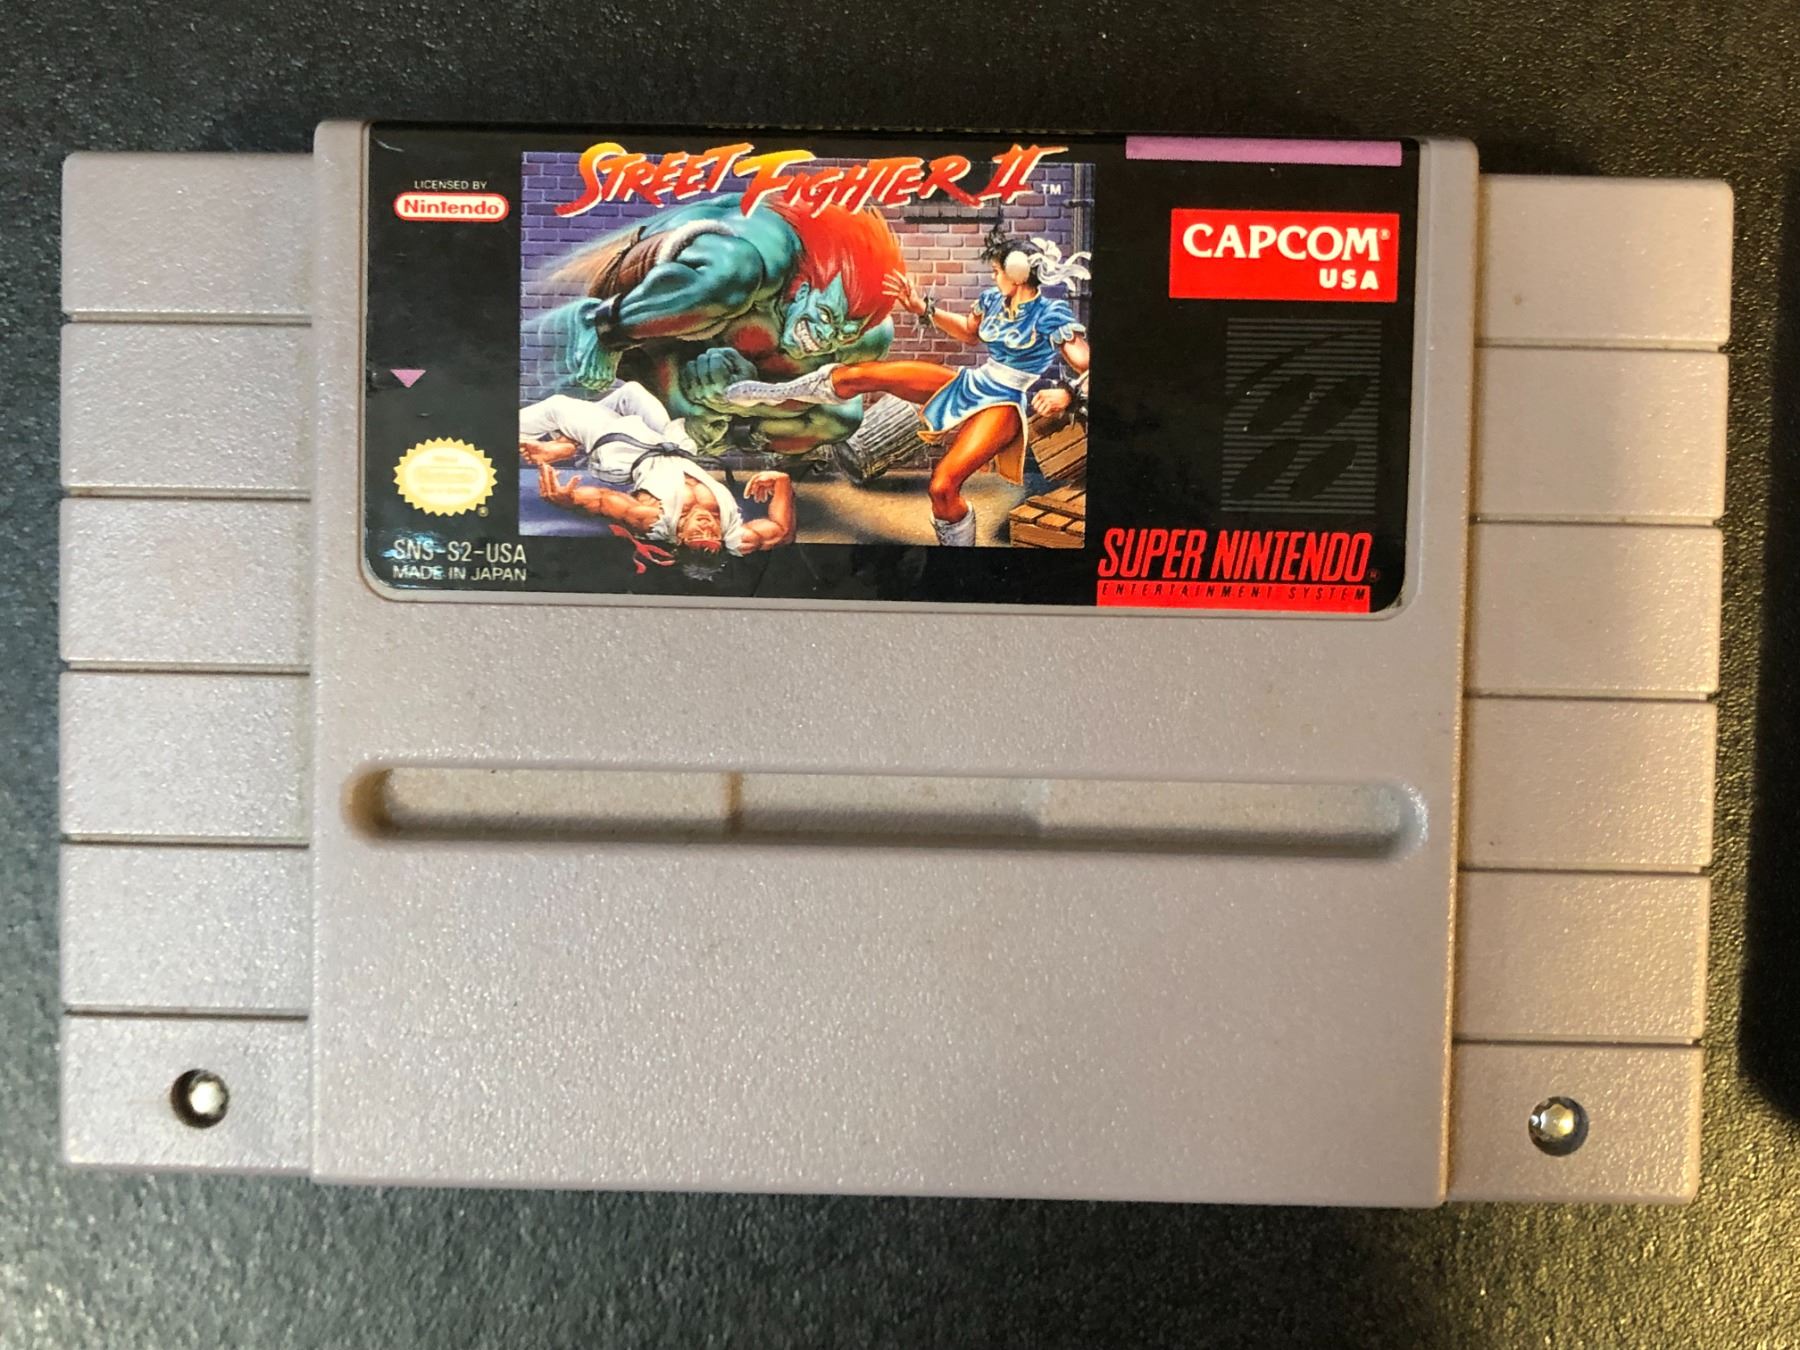 STREET FIGHTER II TM
LICENSED BY
Nintendo
CAPCOM®
USA
SNS-S2-USA
MADE IN JAPAN
SUPER NINTENDO®
ENTERTAINMENT SYSTEM